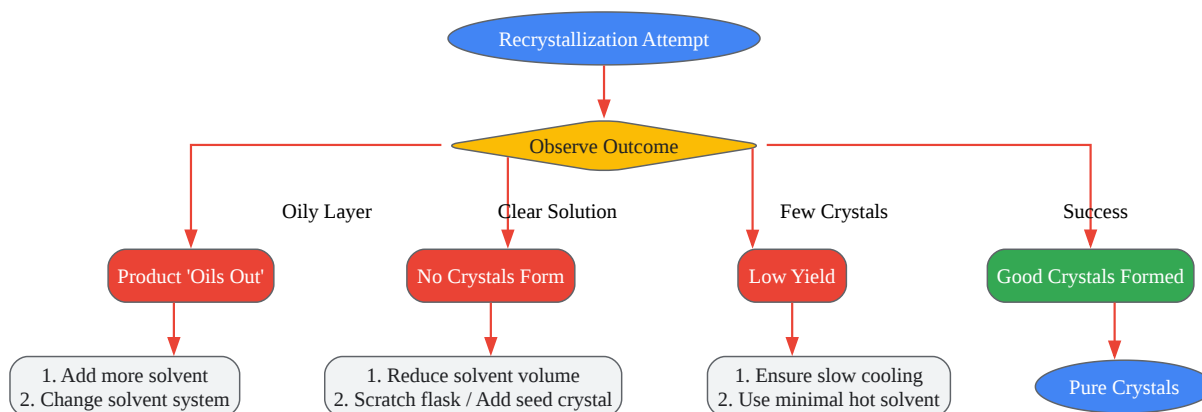 Recrystallization Attempt
Observe Outcome
Oily Layer
Clear Solution
Few Crystals
Success
Product 'Oils Out'
No Crystals Form
Low Yield
Good Crystals Formed
1. Add more solvent
2. Change solvent system
1. Reduce solvent volume
2. Scratch flask / Add seed crystal
1. Ensure slow cooling
2. Use minimal hot solvent
Pure Crystals